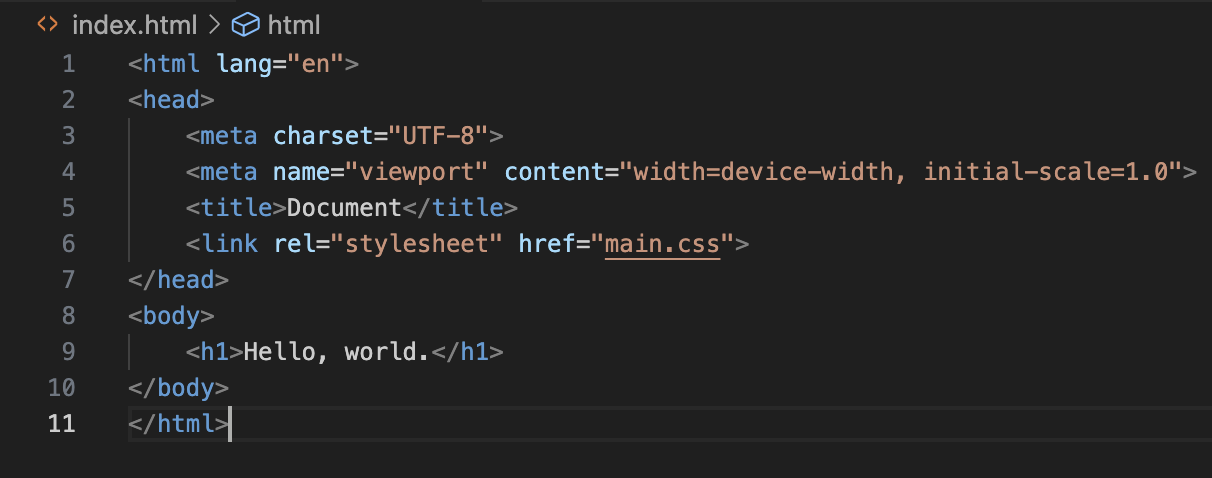 index.html > html
1 <html lang="en">
2 <head>
3     <meta charset="UTF-8">
4     <meta name="viewport" content="width=device-width, initial-scale=1.0">
5     <title>Document</title>
6     <link rel="stylesheet" href="main.css">
7 </head>
8 <body>
9     <h1>Hello, world.</h1>
10 </body>
11 </html>